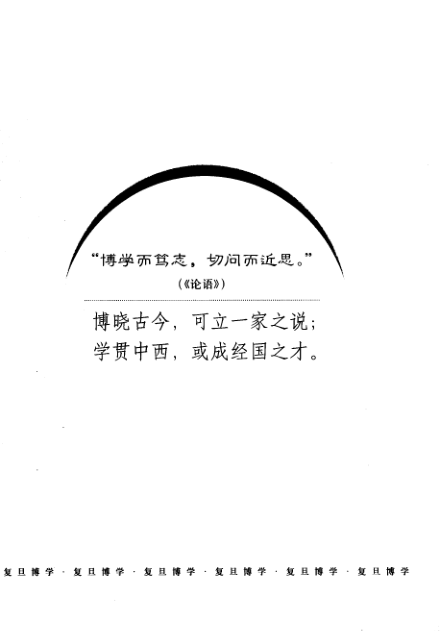 “博学而笃志，切问而近思。”
（《论语》）
博晓古今，可立一家之说；
学贯中西，或成经国之才。
复旦博学·复旦博学·复旦博学·复旦博学·复旦博学·复旦博学